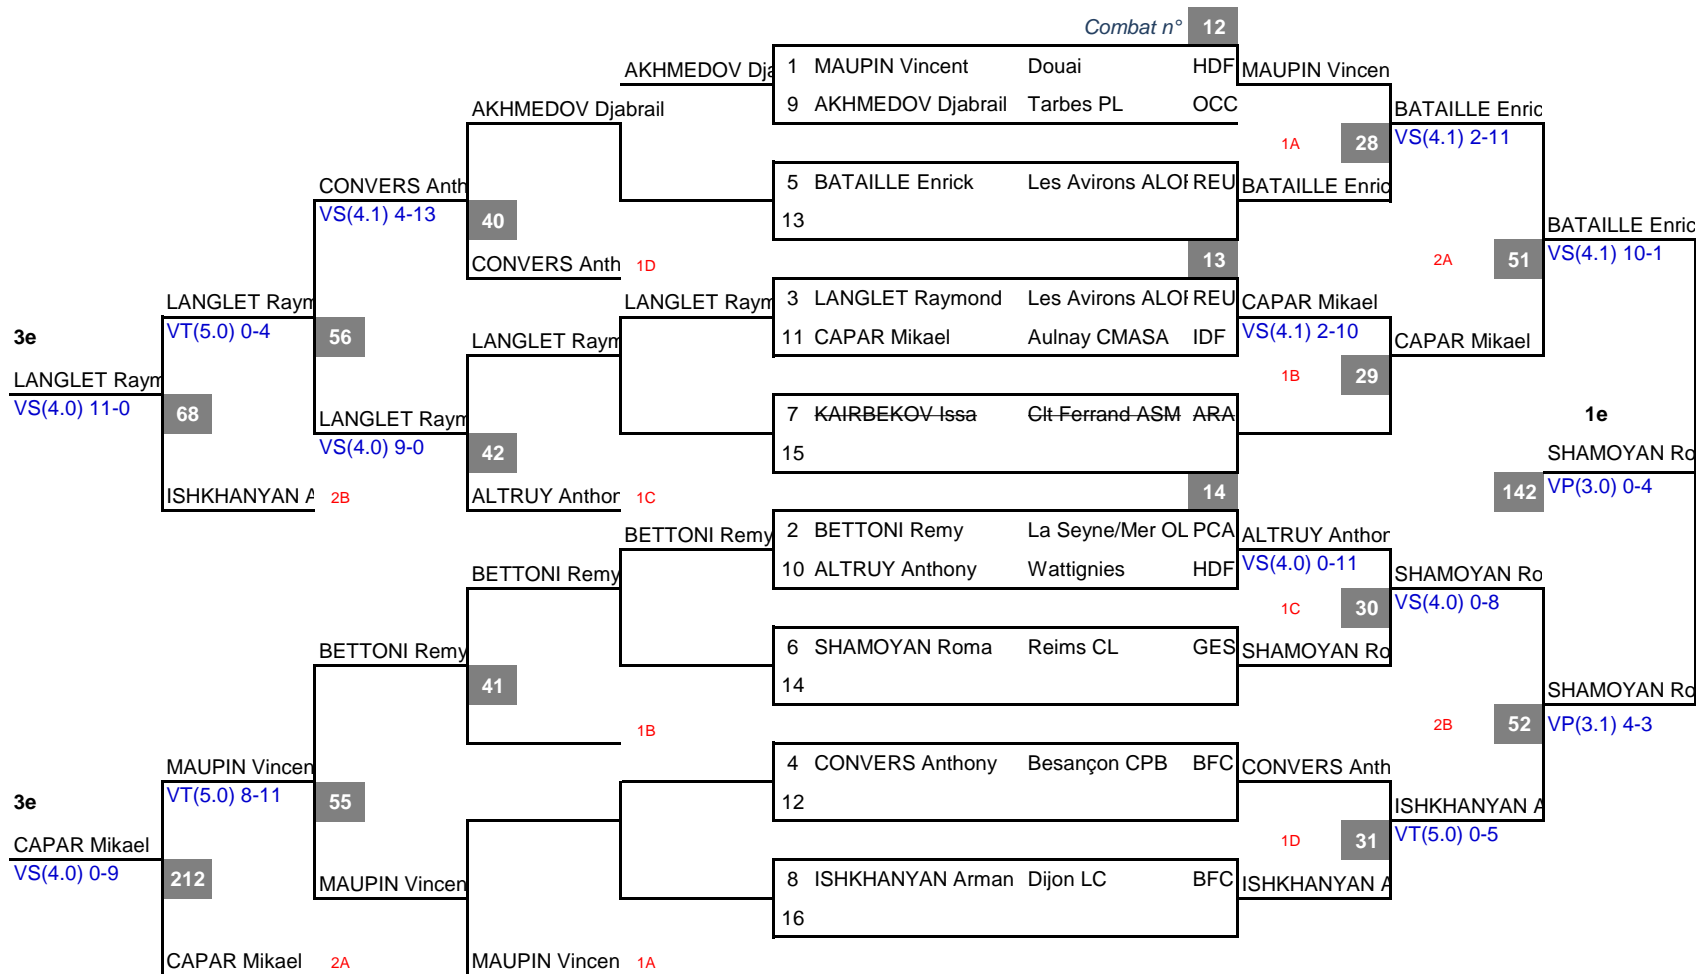 Combat n° 12
AKHMEDOV Dja 1 MAUPIN Vincent Douai HDF MAUPIN Vincen
AKHMEDOV Djabrail 9 AKHMEDOV Djabrail Tarbes PL OCC BATAILLE Enric
1A 28 VS(4.1) 2-11
CONVERS Anth 5 BATAILLE Enrick Les Avirons ALOF REU BATAILLE Enric
VS(4.1) 4-13 40 13 BATAILLE Enric
CONVERS Anth 1D 13 2A 51 VS(4.1) 10-1
LANGLET Raym LANGLET Raym 3 LANGLET Raymond Les Avirons ALOF REU CAPAR Mikael
3e VT(5.0) 0-4 56 LANGLET Raym 11 CAPAR Mikael Aulnay CMASA IDF VS(4.1) 2-10 CAPAR Mikael
LANGLET Raym 1B 29
VS(4.0) 11-0 68 LANGLET Raym 7 KAIRBEKOV Issa Clt Ferrand ASM ARA 1e
VS(4.0) 9-0 42 15 SHAMOYAN Ro
ISHKHANYAN A 2B ALTRUY Anthon 1C 14 142 VP(3.0) 0-4
BETTONI Remy 2 BETTONI Remy La Seyne/Mer OL PCA ALTRUY Anthon
BETTONI Remy 10 ALTRUY Anthony Wattignies HDF VS(4.0) 0-11 SHAMOYAN Ro
1C 30 VS(4.0) 0-8
BETTONI Remy 6 SHAMOYAN Roma Reims CL GES SHAMOYAN Ro
41 14 SHAMOYAN Ro
1B 2B 52 VP(3.1) 4-3
MAUPIN Vincen 4 CONVERS Anthony Besançon CPB BFC CONVERS Anth
3e VT(5.0) 8-11 55 12 ISHKHANYAN A
CAPAR Mikael 1D 31 VT(5.0) 0-5
VS(4.0) 0-9 212 MAUPIN Vincen 8 ISHKHANYAN Arman Dijon LC BFC ISHKHANYAN A
16
CAPAR Mikael 2A MAUPIN Vincen 1A